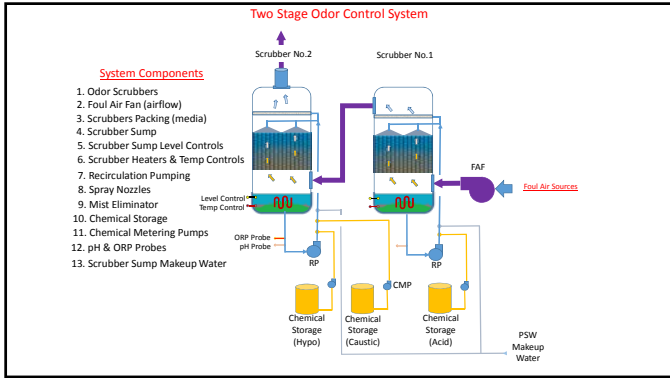 Two Stage Odor Control System
Scrubber No.2
Scrubber No.1
System Components
1. Odor Scrubbers
2. Foul Air Fan (airflow)
3. Scrubbers Packing (media)
4. Scrubber Sump
5. Scrubber Sump Level Controls
6. Scrubber Heaters & Temp Controls
7. Recirculation Pumping
8. Spray Nozzles
9. Mist Eliminator
10. Chemical Storage
11. Chemical Metering Pumps
12. pH & ORP Probes
13. Scrubber Sump Makeup Water
FAF
Foul Air Sources
Level Control
Temp Control
ORP Probe
pH Probe
RP
RP
CMP
Chemical
Storage
(Hypo)
Chemical
Storage
(Caustic)
Chemical
Storage
(Acid)
PSW
Makeup
Water